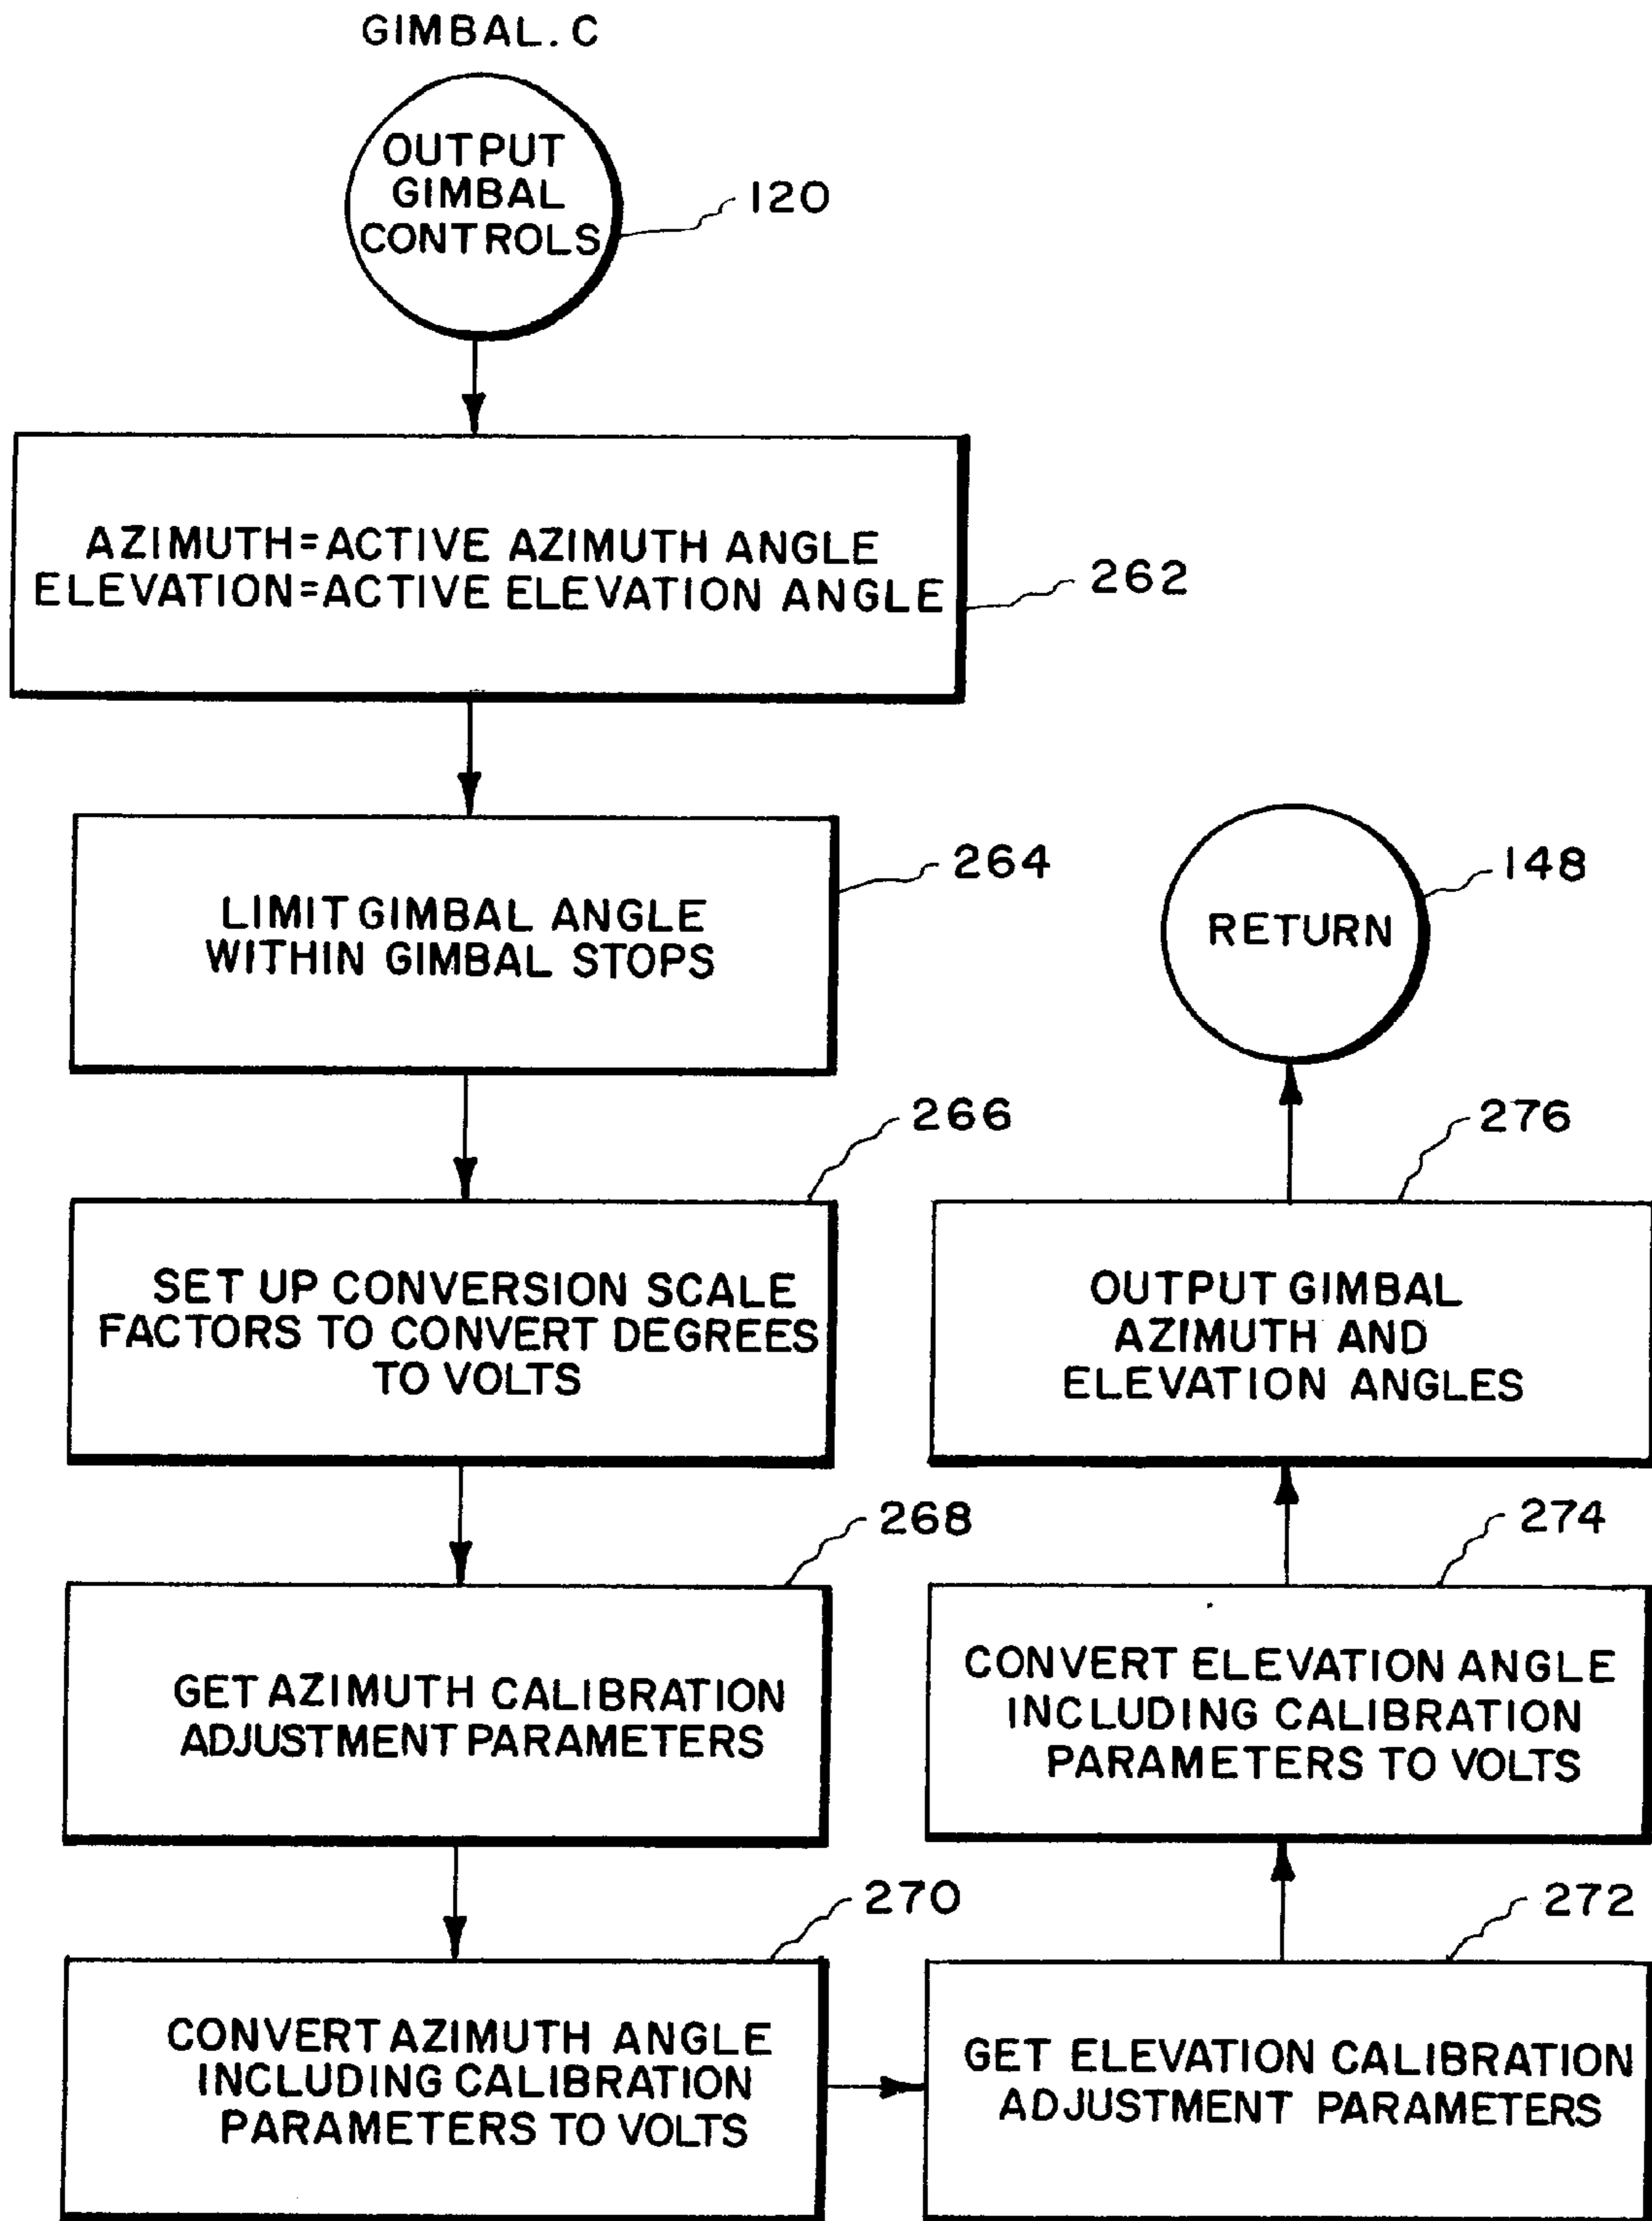 GIMBAL.C
OUTPUT
GIMBAL
CONTROLS
120
AZIMUTH=ACTIVE AZIMUTH ANGLE
ELEVATION=ACTIVE ELEVATION ANGLE
262
LIMIT GIMBAL ANGLE
WITHIN GIMBAL STOPS
264
SET UP CONVERSION SCALE
FACTORS TO CONVERT DEGREES
TO VOLTS
266
GET AZIMUTH CALIBRATION
ADJUSTMENT PARAMETERS
268
CONVERT AZIMUTH ANGLE
INCLUDING CALIBRATION
PARAMETERS TO VOLTS
270
GET ELEVATION CALIBRATION
ADJUSTMENT PARAMETERS
272
CONVERT ELEVATION ANGLE
INCLUDING CALIBRATION
PARAMETERS TO VOLTS
274
OUTPUT GIMBAL
AZIMUTH AND
ELEVATION ANGLES
276
RETURN
148